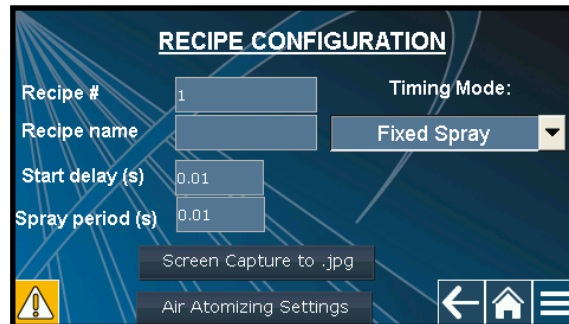 RECIPE CONFIGURATION
Recipe #
1
Timing Mode:
Recipe name
Fixed Spray
Start delay (s)
0.01
Spray period (s)
0.01
Screen Capture to .jpg
Air Atomizing Settings